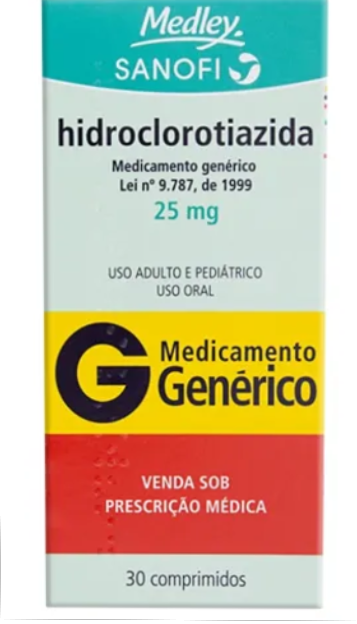 Medley.
SANOFI
hidroclorotiazida
Medicamento genérico
Lei nº 9.787, de 1999
25 mg
USO ADULTO E PEDIÁTRICO
USO ORAL
G Medicamento
Genérico
VENDA SOB
PRESCRIÇÃO MÉDICA
30 comprimidos